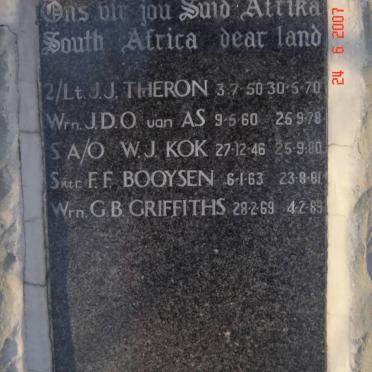 Ons vir jou Suid Afrika
South Africa dear land
2/Lt. J.J. THERON 3-7-50 30-5-70
Wrn. J.D.O. van AS 9-5-60 26-9-78
S A/O W.J. KOK 27-12-46 25-9-80
Sktr. F.F. BOOYSEN 6-1-63 23-8-81
Wrn. G.B. GRIFFITHS 28-2-69 4-2-89
24 6 2007